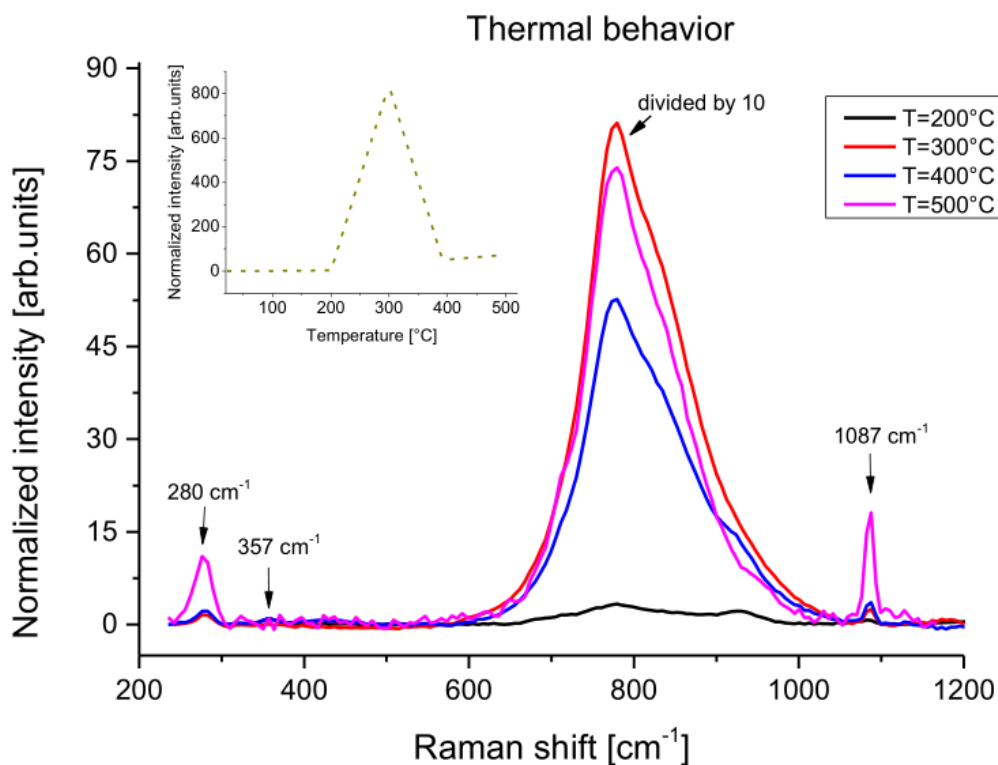 Thermal behavior
Normalized intensity [arb.units]
90
75
60
45
30
15
0
200
400
600
800
1000
1200
Raman shift [cm⁻¹]
Normalized intensity [arb.units]
800
600
400
200
0
100
200
300
400
500
Temperature [°C]
divided by 10
T=200°C
T=300°C
T=400°C
T=500°C
280 cm⁻¹
357 cm⁻¹
1087 cm⁻¹